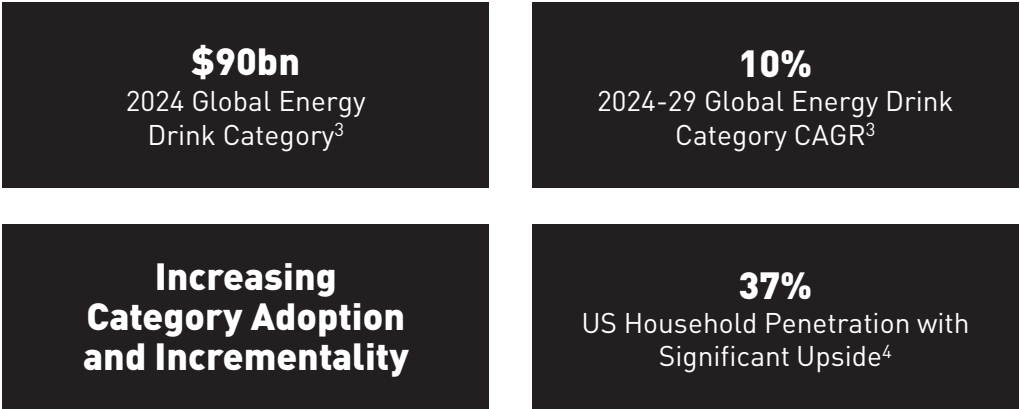 $90bn
2024 Global Energy
Drink Category³
10%
2024-29 Global Energy Drink
Category CAGR³
Increasing
Category Adoption
and Incrementality
37%
US Household Penetration with
Significant Upside⁴